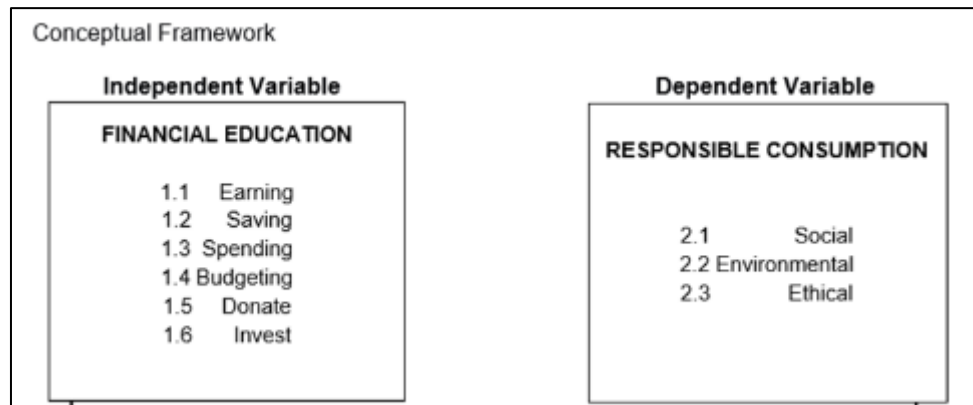 Conceptual Framework
Independent Variable
FINANCIAL EDUCATION
1.1 Earning
1.2 Saving
1.3 Spending
1.4 Budgeting
1.5 Donate
1.6 Invest
Dependent Variable
RESPONSIBLE CONSUMPTION
2.1 Social
2.2 Environmental
2.3 Ethical